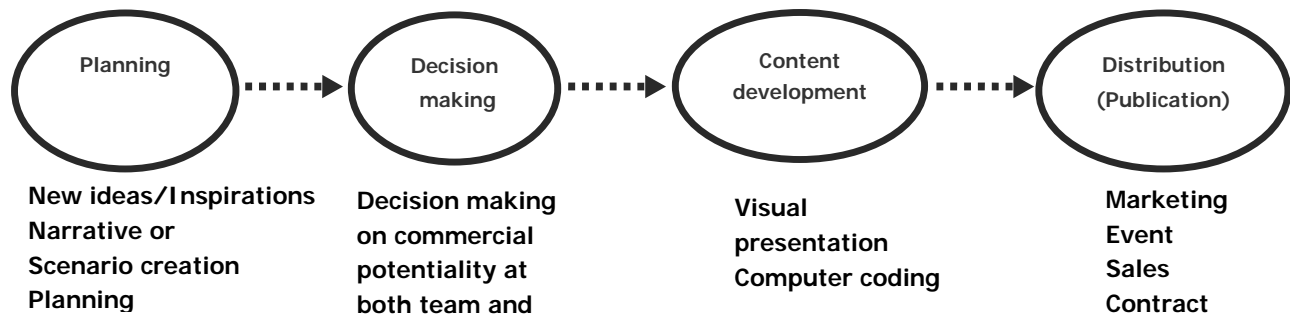 Planning
Decision
making
Content
development
Distribution
(Publication)
New ideas/Inspirations
Narrative or
Scenario creation
Planning
Decision making
on commercial
potentiality at
both team and
Visual
presentation
Computer coding
Marketing
Event
Sales
Contract